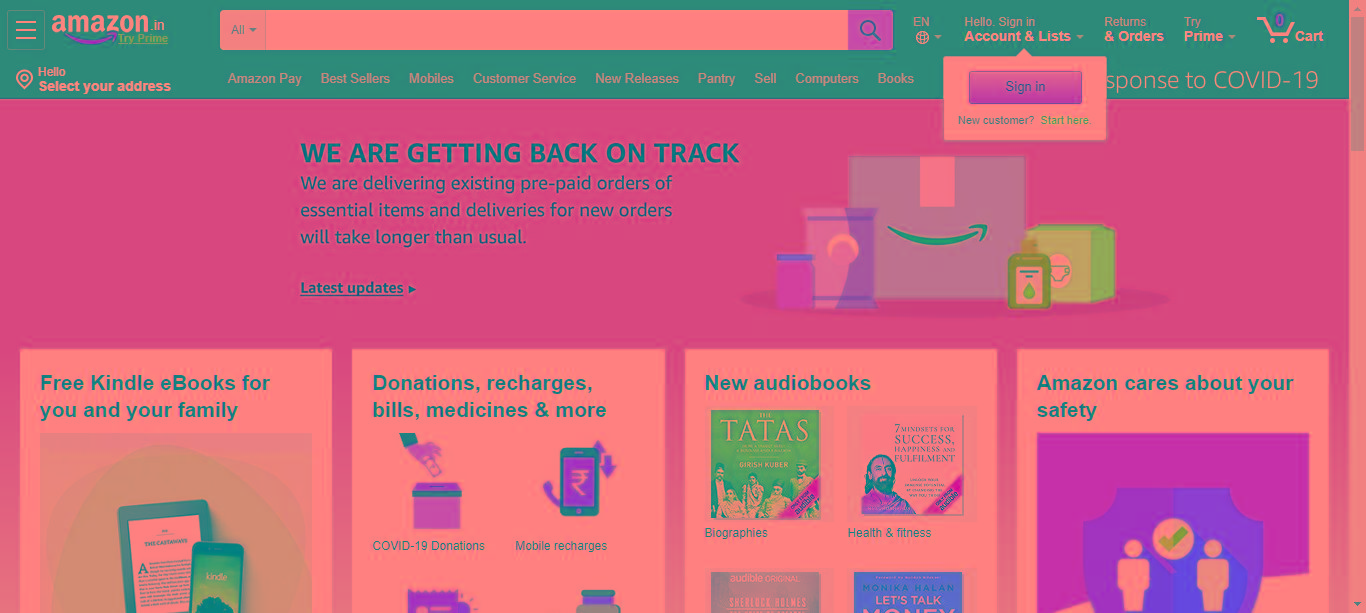 amazon.in
Try Prime
All
EN
Hello, Sign in
Account & Lists
Returns
& Orders
Try
Prime
0
Cart
Hello
Select your address
Amazon Pay
Best Sellers
Mobiles
Customer Service
New Releases
Pantry
Sell
Computers
Books
sponse to COVID-19
Sign in
New customer? Start here.
WE ARE GETTING BACK ON TRACK
We are delivering existing pre-paid orders of
essential items and deliveries for new orders
will take longer than usual.
Latest updates
Free Kindle eBooks for
you and your family
THE CASTAWAYS
A
kindle
Donations, recharges,
bills, medicines & more
COVID-19 Donations
Mobile recharges
New audiobooks
THE
TATAS
GIRISH KUBER
audible
Biographies
7 MINDSETS FOR
SUCCESS,
HAPPINESS AND
FULFILMENT
audible
Health & fitness
audible ORIGINAL
SHERLOCK HOLMES
MONIKA HALAN
LET'S TALK
MONEY
Amazon cares about your
safety